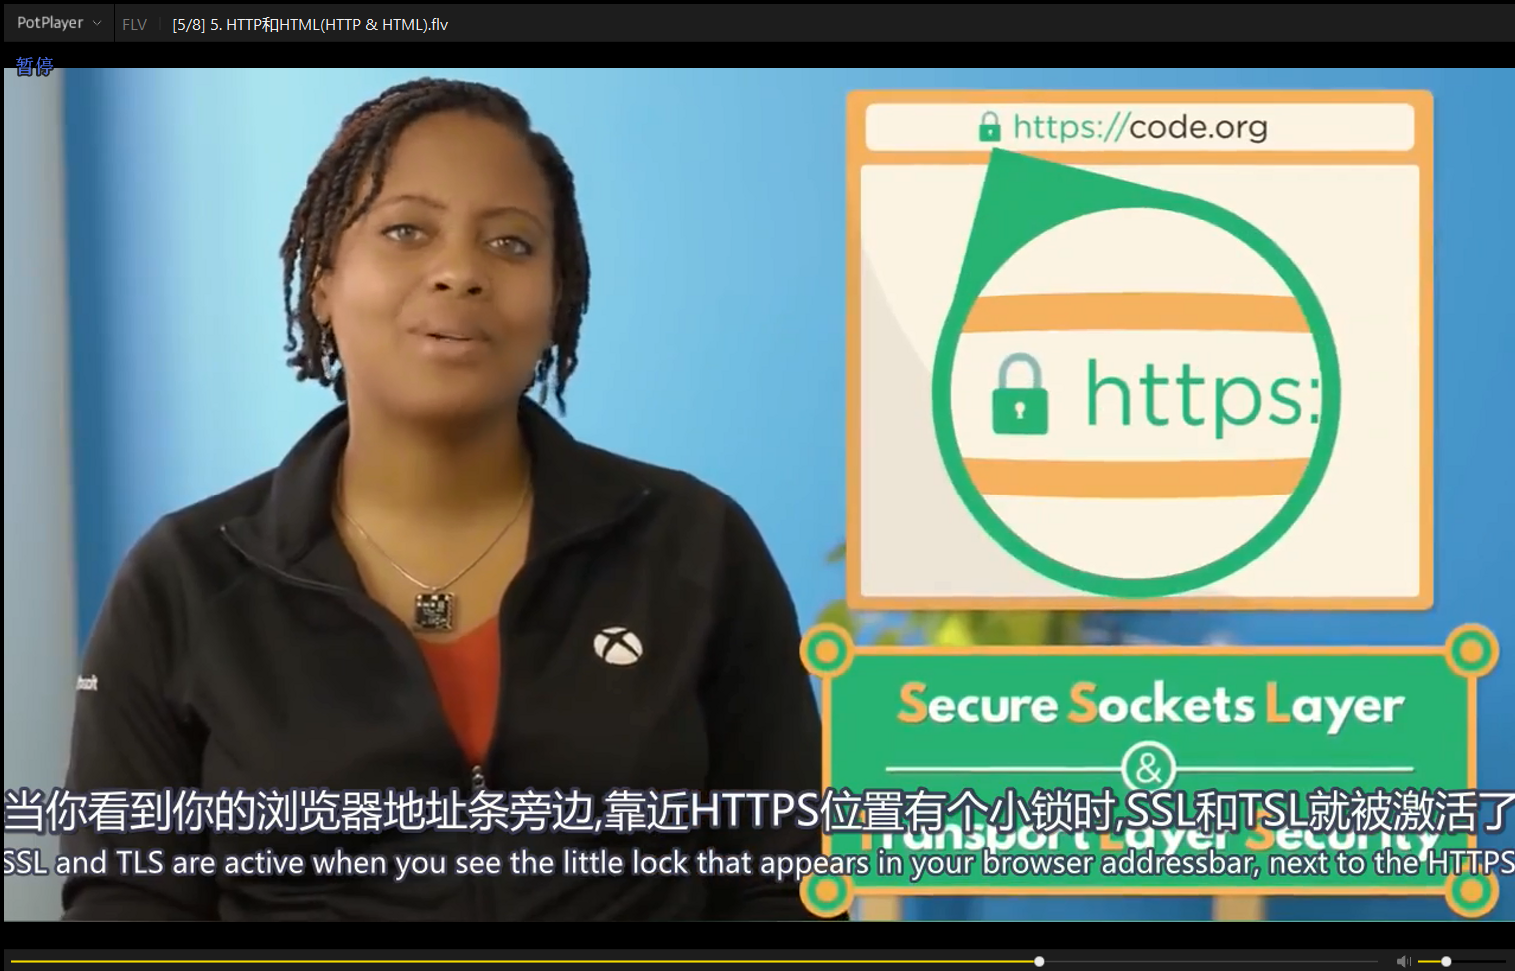 PotPlayer FLV [5/8] 5. HTTP和HTML(HTTP & HTML).flv
暂停
https://code.org
https:
Secure Sockets Layer
&
Transport Layer Security
当你看到你的浏览器地址条旁边,靠近HTTPS位置有个小锁时,SSL和TSL就被激活了
SSL and TLS are active when you see the little lock that appears in your browser addressbar, next to the HTTPS